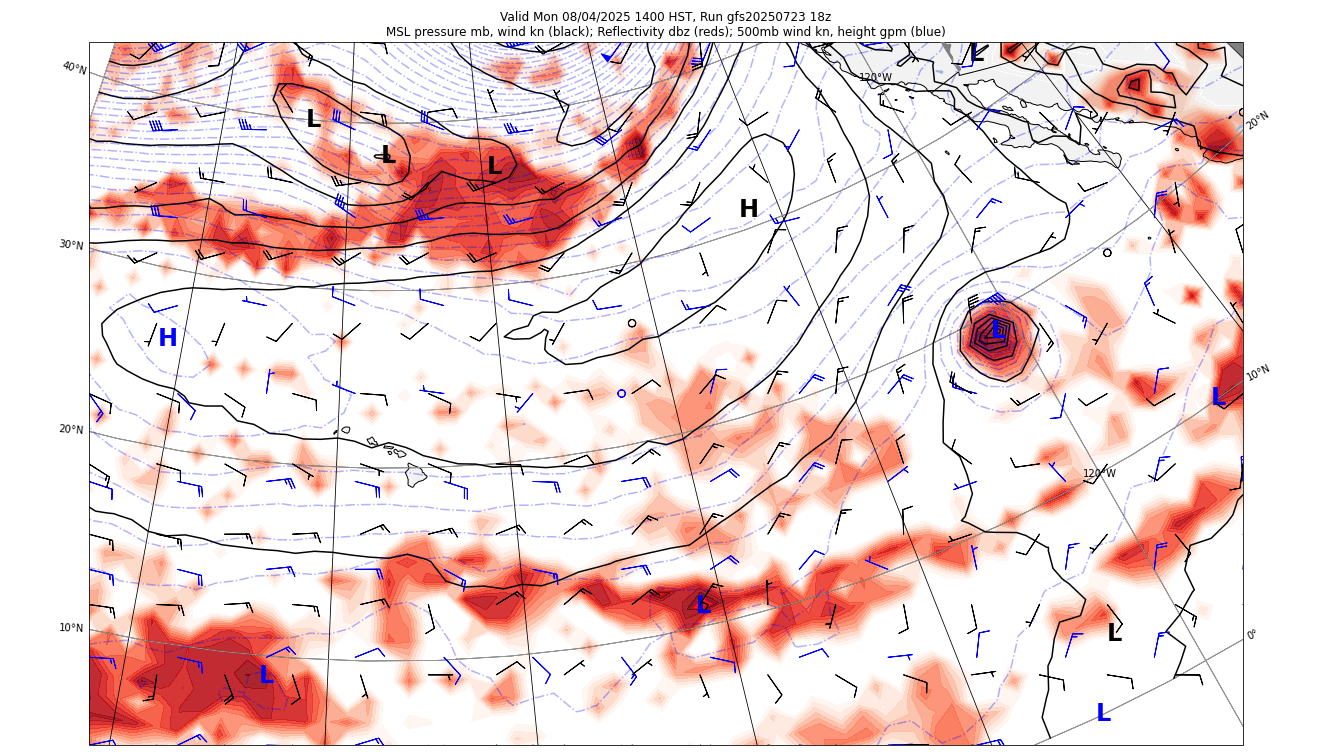 Valid Mon 08/04/2025 1400 HST, Run gfs20250723 18z
MSL pressure mb, wind kn (black); Reflectivity dbz (reds); 500mb wind kn, height gpm (blue)
L
40°N
120°W
L
20°N
L
L
H
30°N
L
H
10°N
L
20°N
120°W
L
10°N
L
0°
L
L